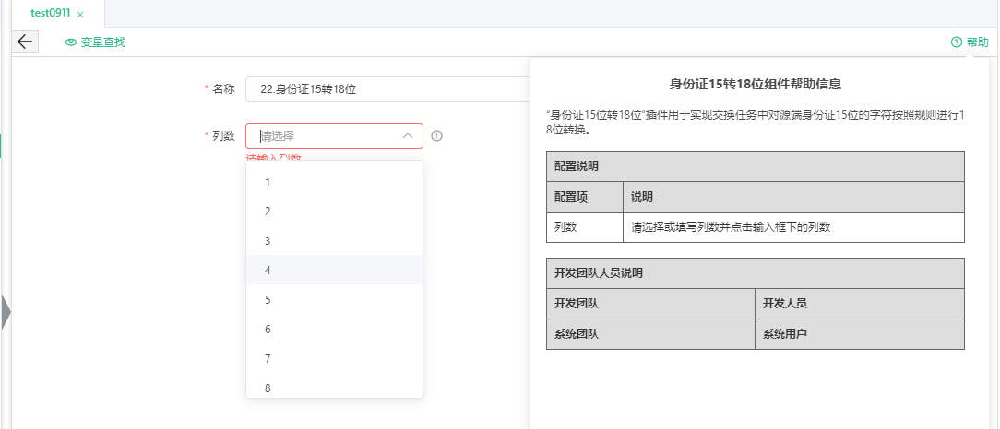 test0911
变量查找
帮助
* 名称
22.身份证15转18位
* 列数
请选择
请输入列数
1
2
3
4
5
6
7
8
身份证15转18位组件帮助信息
“身份证15位转18位”插件用于实现交换任务中对源端身份证15位的字符按照规则进行1
8位转换。
配置说明
配置项 说明
列数 请选择或填写列数并点击输入框下的列数
开发团队人员说明
开发团队 开发人员
系统团队 系统用户